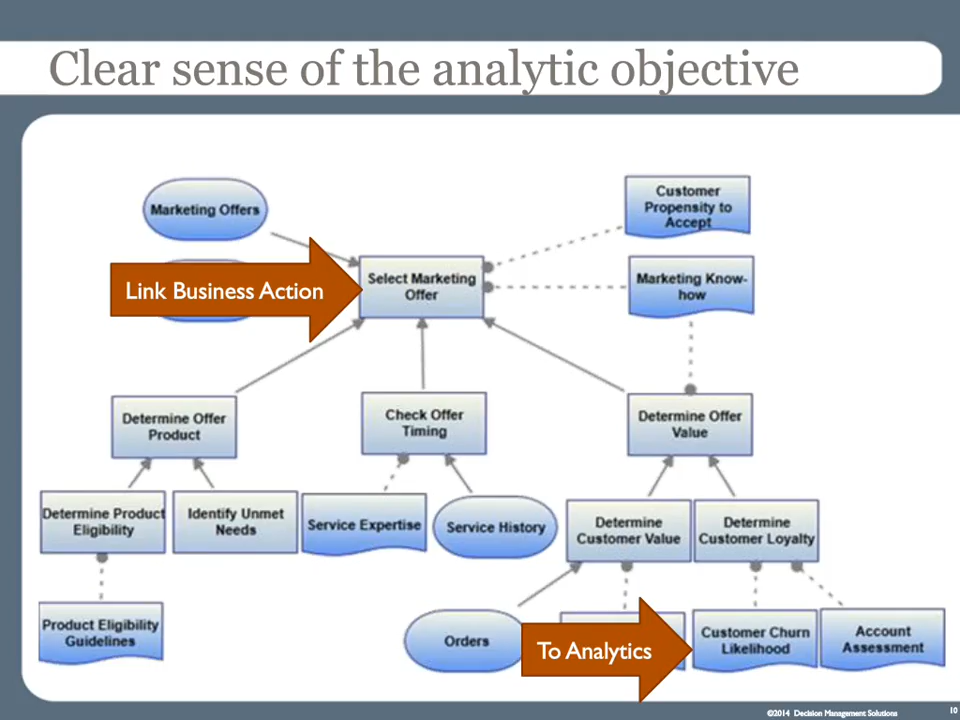 Clear sense of the analytic objective
Marketing Offers
Customer
Propensity to
Accept
Link Business Action
Select Marketing
Offer
Marketing Know-
how
Determine Offer
Product
Check Offer
Timing
Determine Offer
Value
Determine Product
Eligibility
Identify Unmet
Needs
Service Expertise
Service History
Determine
Customer Value
Determine
Customer Loyalty
Product Eligibility
Guidelines
Orders
To Analytics
Customer Churn
Likelihood
Account
Assessment
©2014 Decision Management Solutions
10